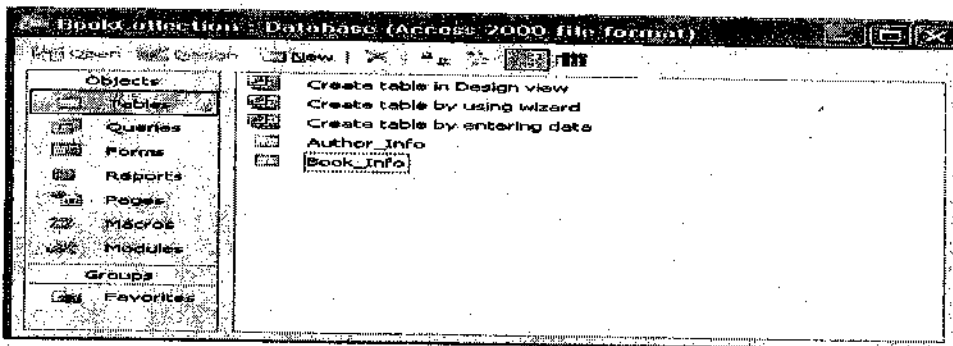 BookCollection : Database (Access 2000 file format)
Open Design New
Objects
Tables
Queries
Forms
Reports
Pages
Macros
Modules
Groups
Favorites
Create table in Design view
Create table by using wizard
Create table by entering data
Author_Info
Book_Info